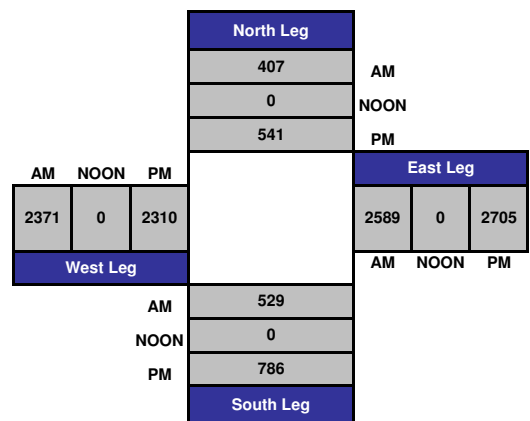 North Leg
407 AM
0 NOON
541 PM
AM NOON PM East Leg
2371 0 2310 2589 0 2705
West Leg AM NOON PM
AM 529
NOON 0
PM 786
South Leg